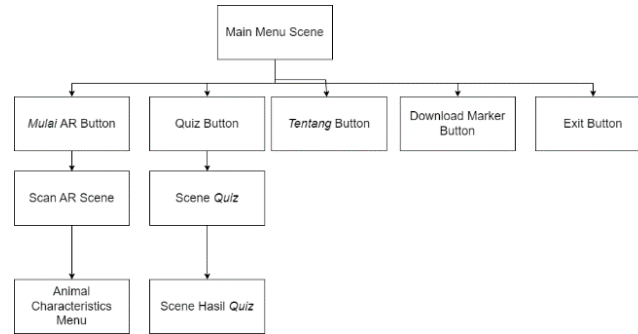 Main Menu Scene
Mulai AR Button
Quiz Button
Tentang Button
Download Marker
Button
Exit Button
Scan AR Scene
Scene Quiz
Animal
Characteristics
Menu
Scene Hasil Quiz